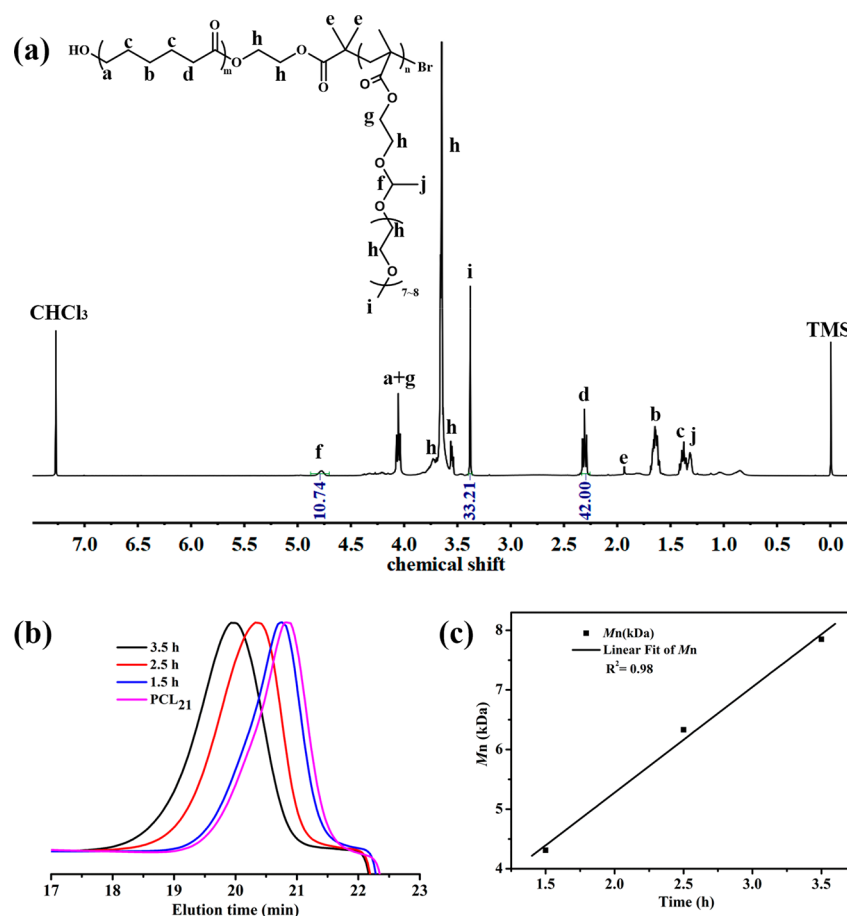 (a)
e e
O
HO c c h O
m O O n Br
a b d h O O
O
g
h
O
f j
O
h
h
O
i 7~8
h
i
CHCl3
TMS
a+g
d
b
f h h e c j
10.74 33.21 42.00
7.0 6.5 6.0 5.5 5.0 4.5 4.0 3.5 3.0 2.5 2.0 1.5 1.0 0.5 0.0
chemical shift
(b)
3.5 h
2.5 h
1.5 h
PCL21
17 18 19 20 21 22 23
Elution time (min)
(c)
Mn(kDa)
Linear Fit of Mn
R2= 0.98
8
7
6
5
4
Mn (kDa)
1.5 2.0 2.5 3.0 3.5
Time (h)